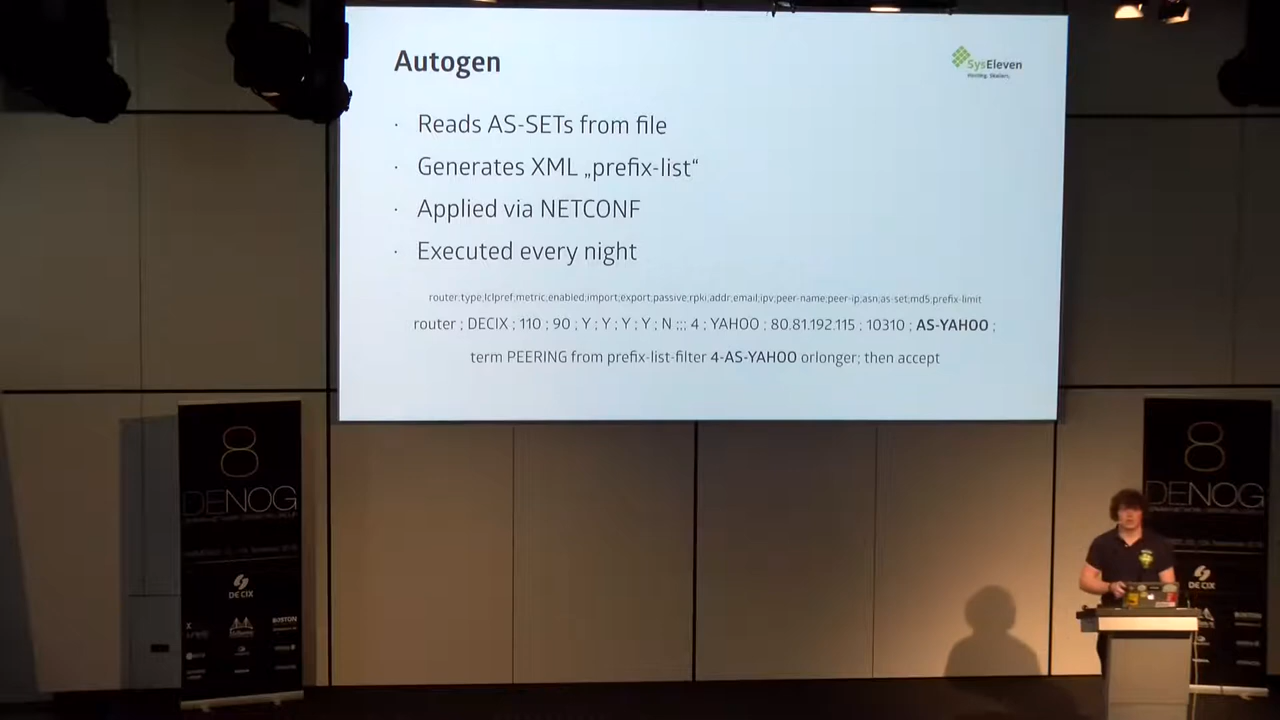 Autogen
SysEleven
· Reads AS-SETs from file
· Generates XML „prefix-list“
· Applied via NETCONF
· Executed every night
router;type;lclpref;metric;enabled;import;export;passive;rpki;addr;email;ipv;peer-name;peer-ip;asn;as-set;md5;prefix-limit
router ; DECIX ; 110 ; 90 ; Y ; Y ; Y ; Y ; N ;;; 4 ; YAHOO ; 80.81.192.115 ; 10310 ; AS-YAHOO ;
term PEERING from prefix-list-filter 4-AS-YAHOO orlonger; then accept
8
DENOG
DE CIX
BOSTON
8
DENOG
DE CIX